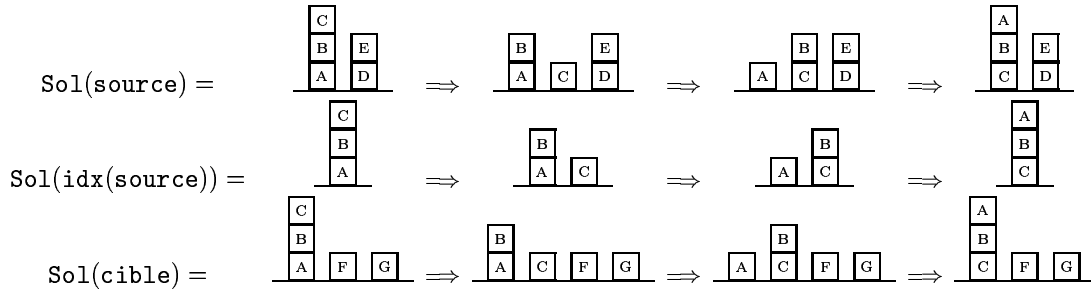 C C A
B E B E B E B E
Sol(source) = A D ⟹ A C D ⟹ A C D ⟹ C D
C A
B B B B
Sol(idx(source)) = A ⟹ A C ⟹ A C ⟹ C
C A
B B B B
Sol(cible) = A F G ⟹ A C F G ⟹ A C F G ⟹ C F G